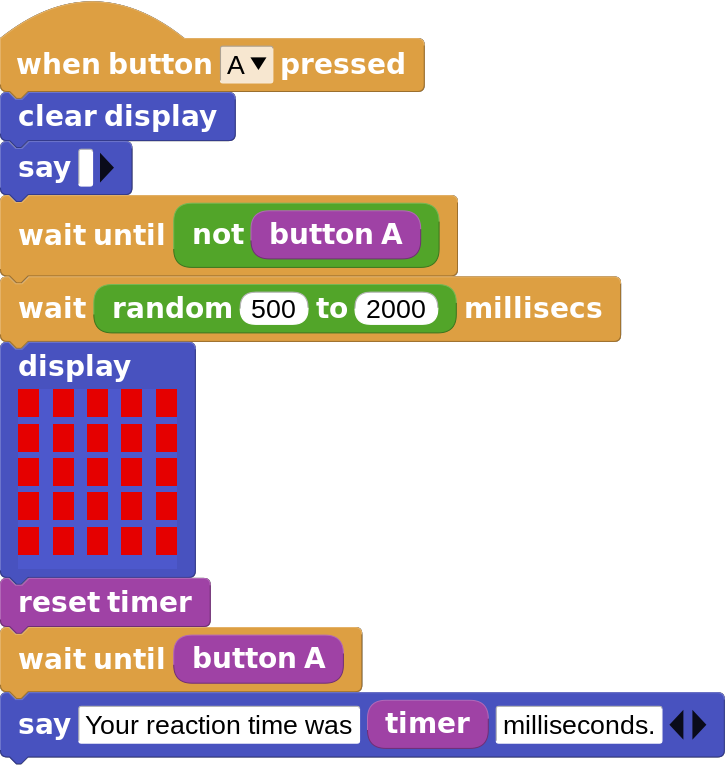 when button A pressed
clear display
say
wait until not button A
wait random 500 to 2000 millisecs
display
reset timer
wait until button A
say Your reaction time was timer milliseconds.